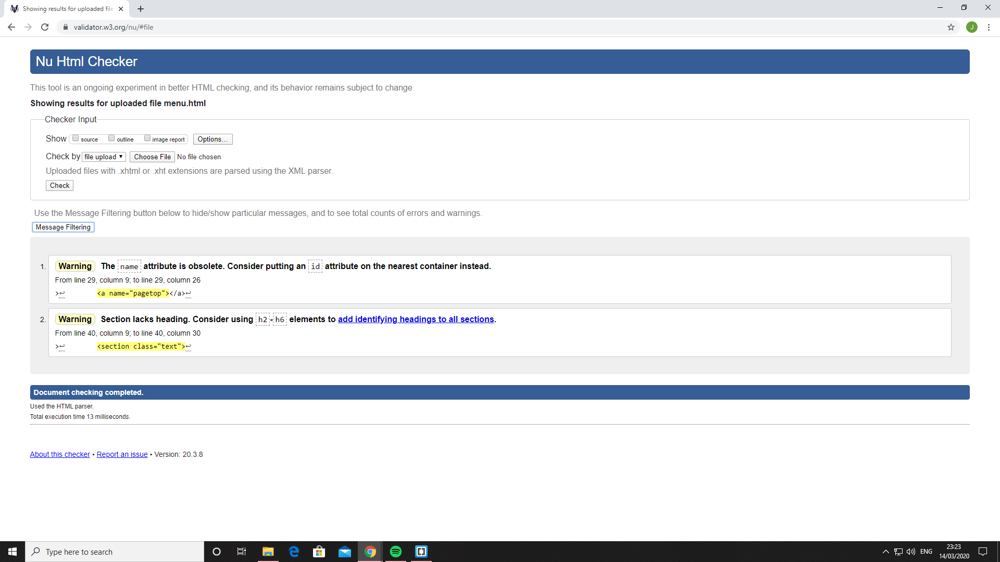 Showing results for uploaded file
validator.w3.org/nu/#file
J
Nu Html Checker
This tool is an ongoing experiment in better HTML checking, and its behavior remains subject to change
Showing results for uploaded file menu.html
Checker Input
Show source outline image report Options...
Check by file upload Choose File No file chosen
Uploaded files with .xhtml or .xht extensions are parsed using the XML parser.
Check
Use the Message Filtering button below to hide/show particular messages, and to see total counts of errors and warnings.
Message Filtering
1. Warning The name attribute is obsolete. Consider putting an id attribute on the nearest container instead.
From line 29, column 9; to line 29, column 26
>↩ <a name="pagetop"></a>↩
2. Warning Section lacks heading. Consider using h2-h6 elements to add identifying headings to all sections.
From line 40, column 9; to line 40, column 30
>↩ <section class="text">↩
Document checking completed.
Used the HTML parser.
Total execution time 13 milliseconds.
About this checker • Report an issue • Version: 20.3.8
Type here to search
ENG
23:23
14/03/2020